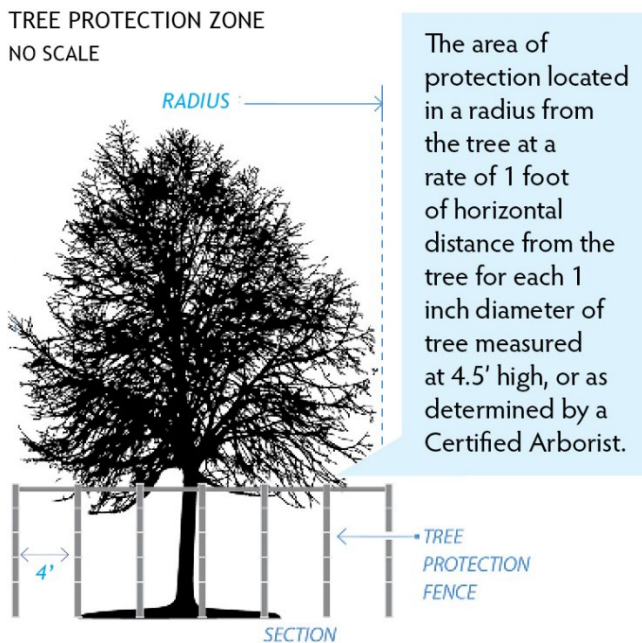 TREE PROTECTION ZONE
NO SCALE
RADIUS
The area of
protection located
in a radius from
the tree at a
rate of 1 foot
of horizontal
distance from the
tree for each 1
inch diameter of
tree measured
at 4.5' high, or as
determined by a
Certified Arborist.
4'
TREE
PROTECTION
FENCE
SECTION